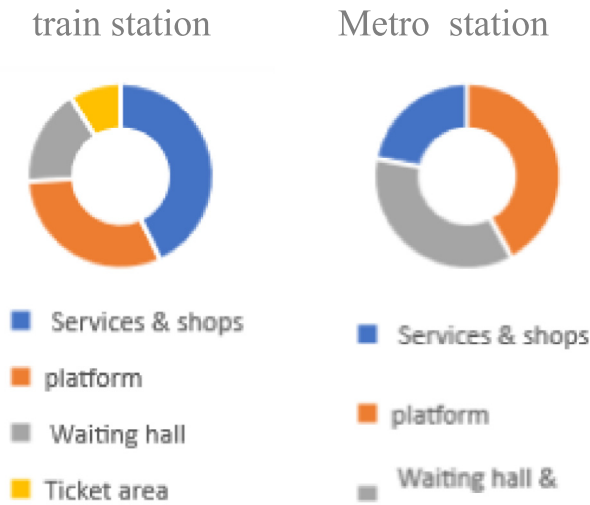 train station
Metro station
Services & shops
platform
Waiting hall
Ticket area
Services & shops
platform
Waiting hall &